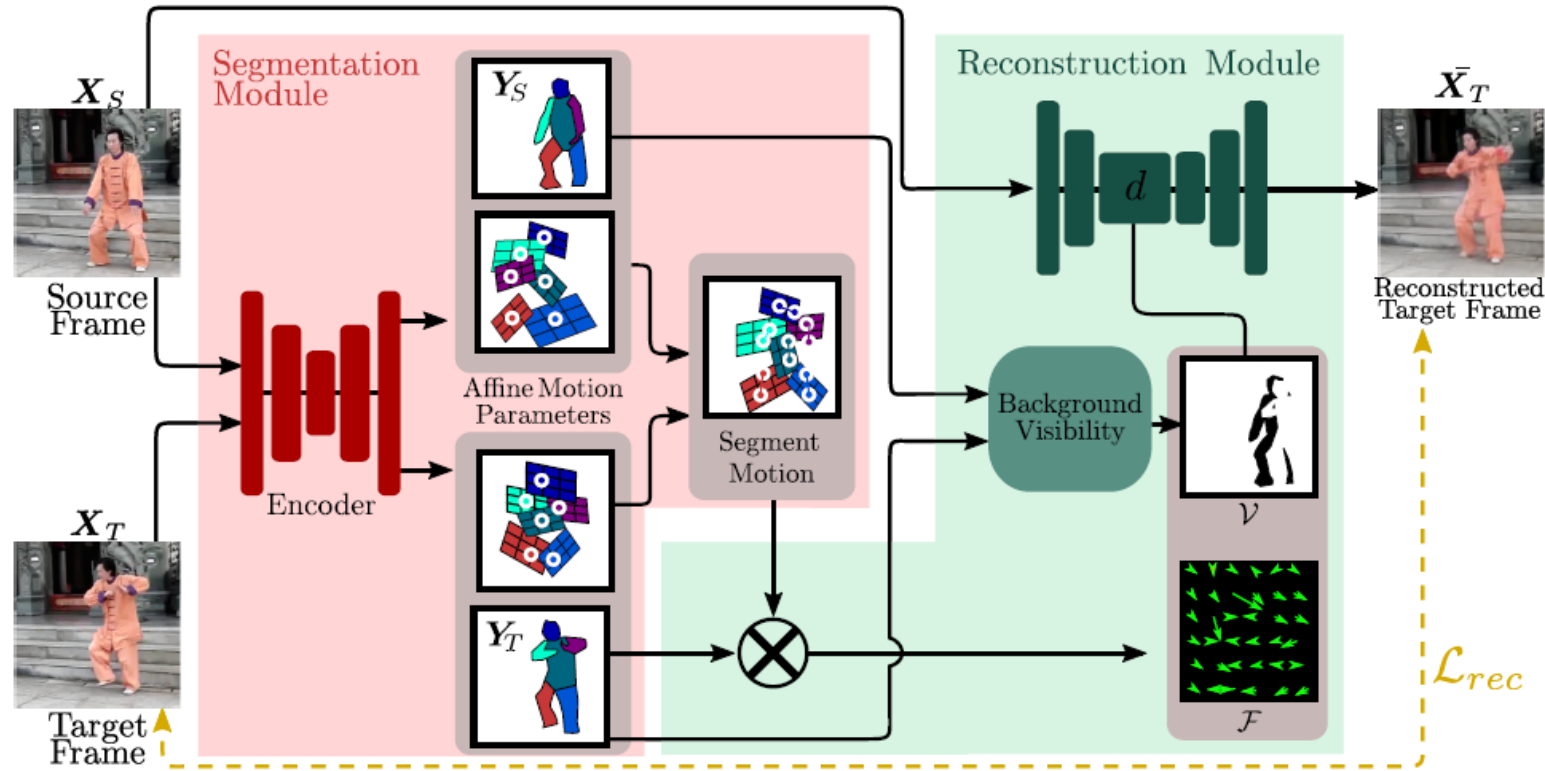 Segmentation
Module
Reconstruction Module
X_S
Source
Frame
X_T
Target
Frame
Encoder
Y_S
Affine Motion
Parameters
Y_T
Segment
Motion
d
Background
Visibility
𝒱
ℱ
X̄_T
Reconstructed
Target Frame
ℒ_rec